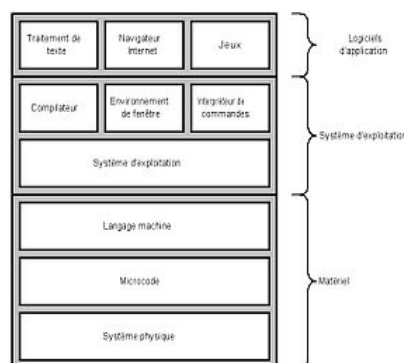 Traitement de
texte
Navigateur
Internet
Jeux
Logiciels
d'application
Compilateur
Environnement
de fenêtre
Interpréteur de
commandes
Système d'exploitation
Système d'exploitation
Langage machine
Microcode
Matériel
Système physique